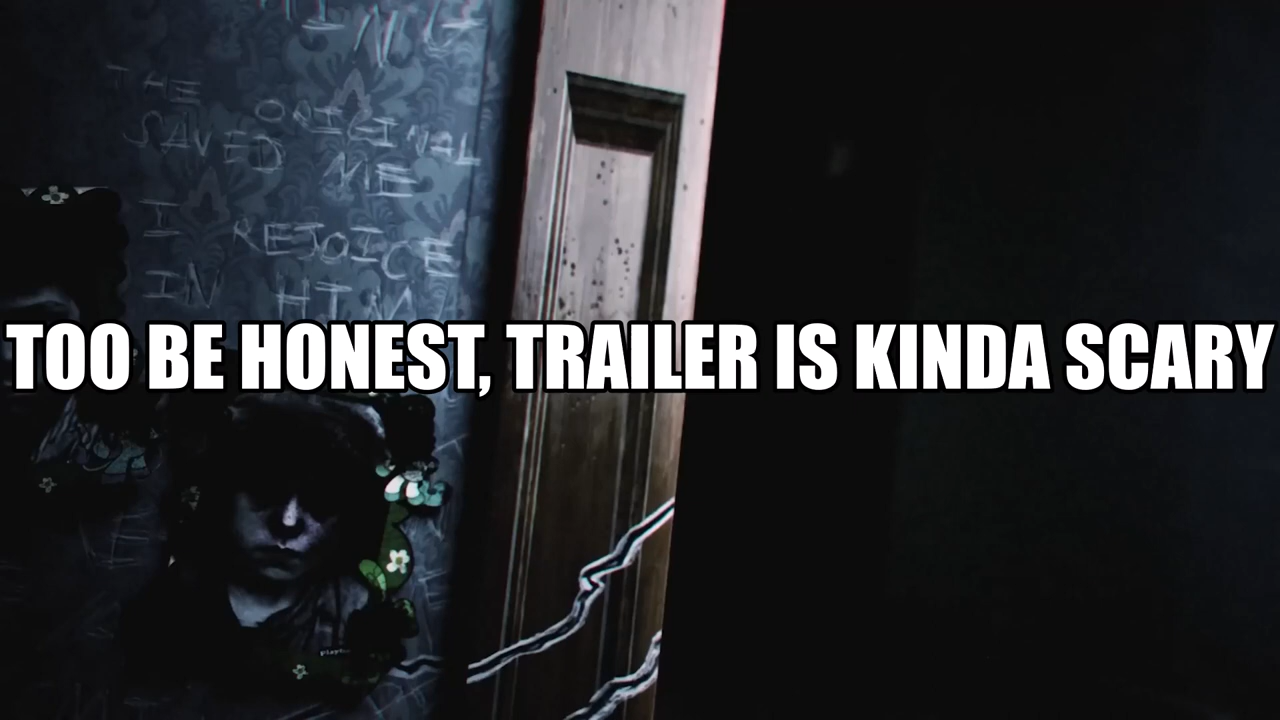 THE ORIGINAL
SAVED ME
I REJOICE
IN HIM
TOO BE HONEST, TRAILER IS KINDA SCARY